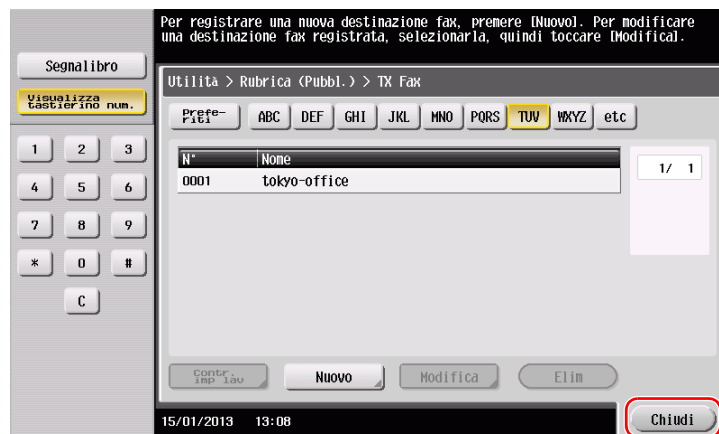 Per registrare una nuova destinazione fax, premere [Nuovo]. Per modificare
una destinazione fax registrata, selezionarla, quindi toccare [Modifica].
Segnalibro
Visualizza
tastierino num.
Utilità > Rubrica (Pubbl.) > TX Fax
Prefe-
riti
ABC DEF GHI JKL MNO PQRS TUV WXYZ etc
1 2 3
4 5 6
7 8 9
* 0 #
C
N° Nome
0001 tokyo-office
1/ 1
Contr.
imp lav
Nuovo Modifica Elim
15/01/2013 13:08
Chiudi